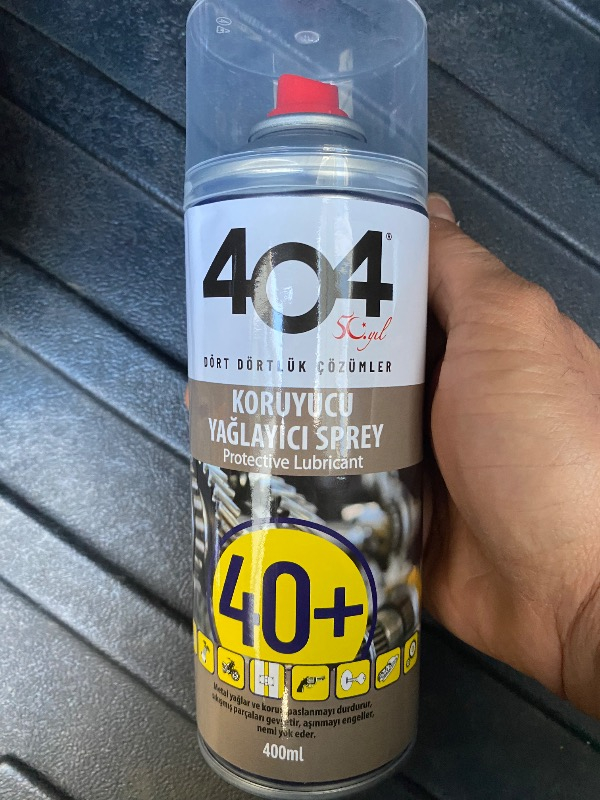 404®
50.yıl
DÖRT DÖRTLÜK ÇÖZÜMLER
KORUYUCU
YAĞLAYICI SPREY
Protective Lubricant
40+
Metal yağlar ve korur, paslanmayı durdurur,
sıkışmış parçaları gevşetir, aşınmayı engeller,
nemi yok eder.
400ml